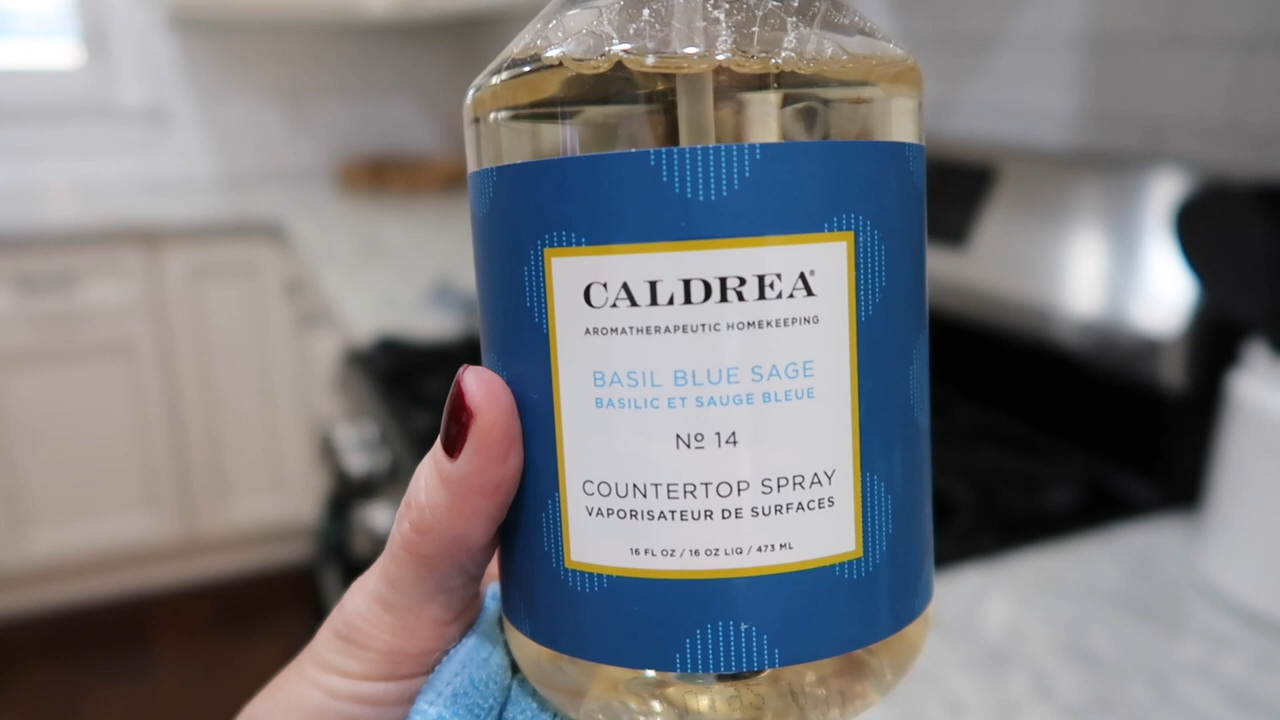 CALDREA®
AROMATHERAPEUTIC HOMEKEEPING
BASIL BLUE SAGE
BASILIC ET SAUGE BLEUE
Nº 14
COUNTERTOP SPRAY
VAPORISATEUR DE SURFACES
16 FL OZ / 16 OZ LIQ / 473 ML